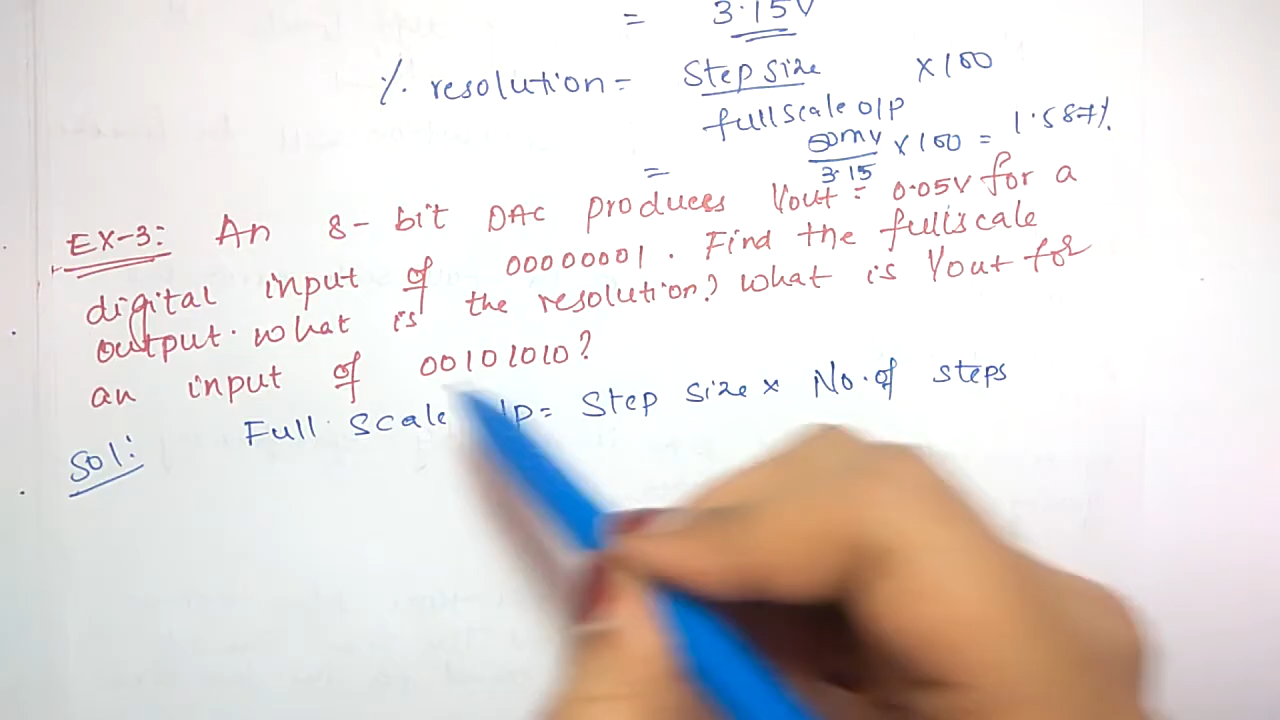 = 3.15V
% resolution = Step size / full scale o/p × 100
= 50mV / 3.15 × 100 = 1.587%
EX-3: An 8-bit DAC produces Vout = 0.05V for a
digital input of 00000001. Find the full scale
output. what is the resolution? what is Vout for
an input of 00101010?
Sol: Full scale /p = Step size × No. of steps